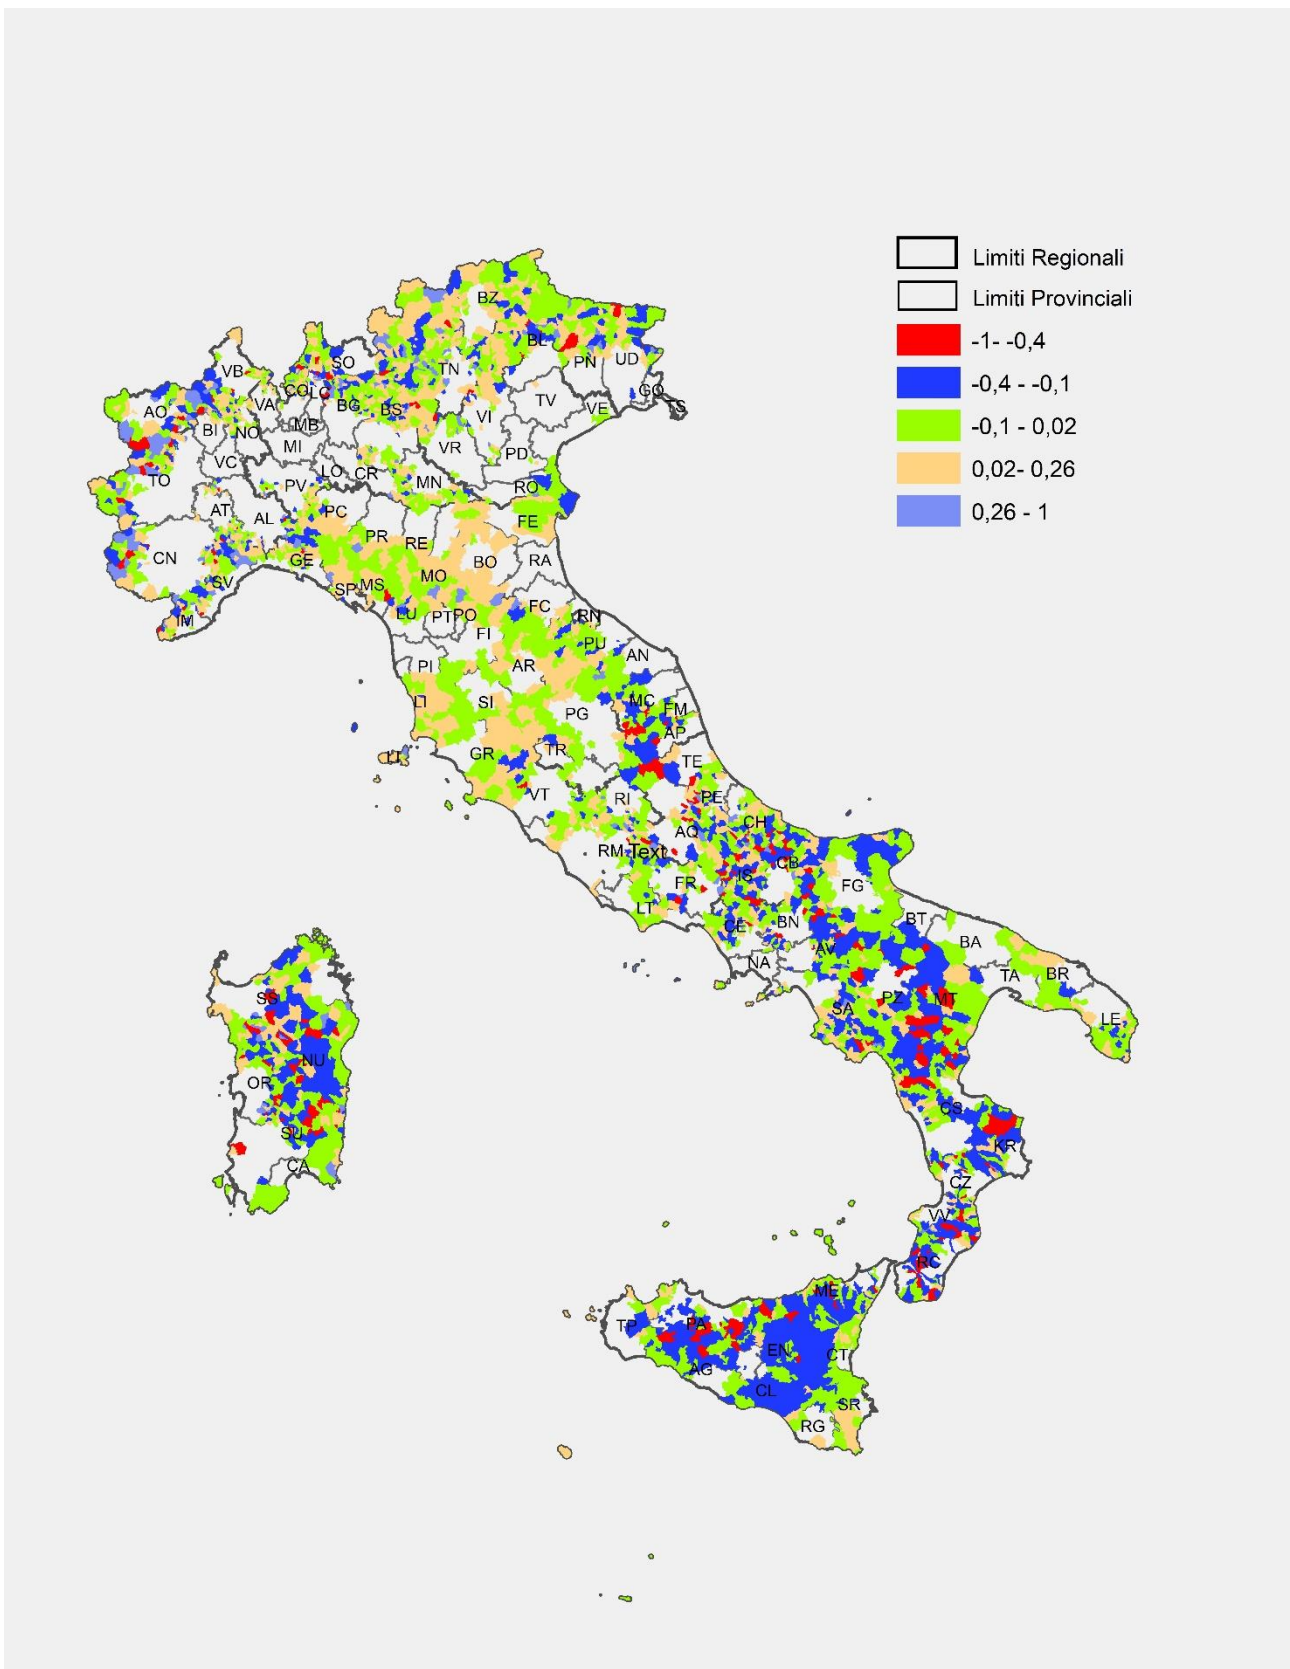 Limiti Regionali
Limiti Provinciali
-1- -0,4
-0,4 - -0,1
-0,1 - 0,02
0,02- 0,26
0,26 - 1
BZ
VB
SO
BL
TN
PN
UD
AO
VA
CO
LC
BG
BS
GO
TS
BI
NO
MB
VI
TV
VE
MI
VR
PD
VC
TO
LO
CR
PV
MN
RO
AT
AL
PC
FE
CN
PR
RE
GE
BO
RA
SV
SP
MS
MO
IM
LU
PT
PO
FC
RN
FI
PU
AN
PI
AR
LI
SI
MC
FM
PG
AP
GR
TR
LI
TE
VT
RI
PE
AQ
CH
RM
Text
CB
IS
FR
FG
LT
CE
BN
BT
BA
AV
NA
TA
BR
SS
PZ
MT
SA
LE
NU
OR
CS
SU
KR
CA
CZ
VV
RC
ME
TP
PA
EN
CT
AG
CL
SR
RG